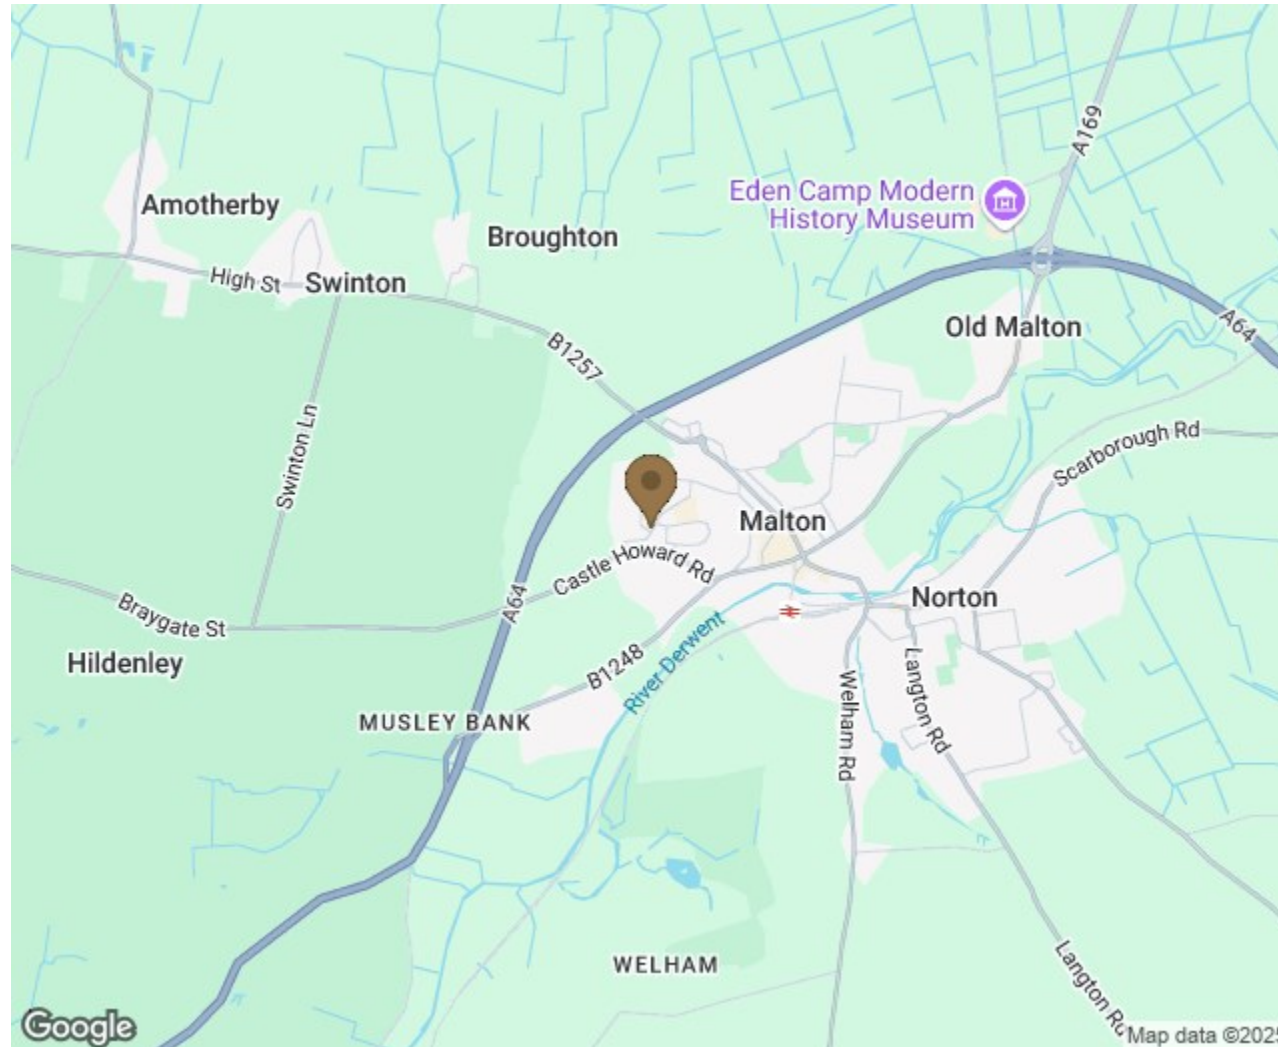 A169
Eden Camp Modern
History Museum
Amotherby
Broughton
High St
Swinton
Old Malton
A64
B1257
Swinton Ln
Scarborough Rd
Malton
Castle Howard Rd
A64
Braygate St
Norton
Hildenley
B1248
River Derwent
Langton Rd
Welham Rd
MUSLEY BANK
WELHAM
Langton Rd
Google
Map data ©2025